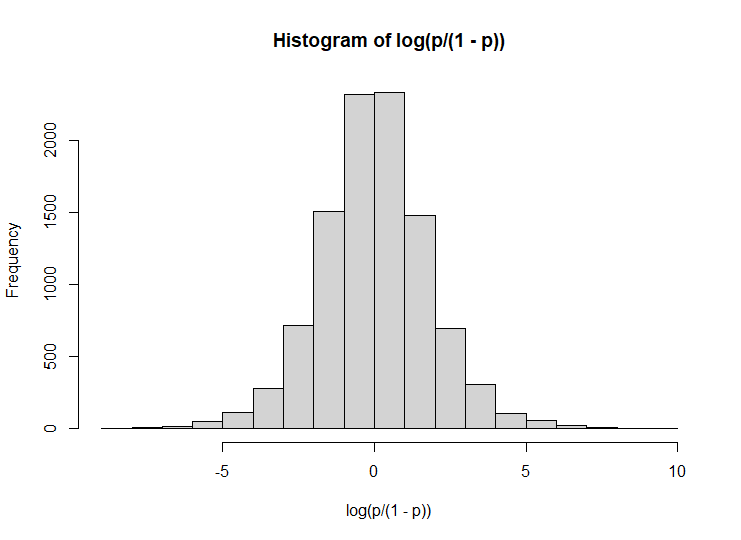 Histogram of log(p/(1 - p))
Frequency
2000
1500
1000
500
0
-5 0 5 10
log(p/(1 - p))